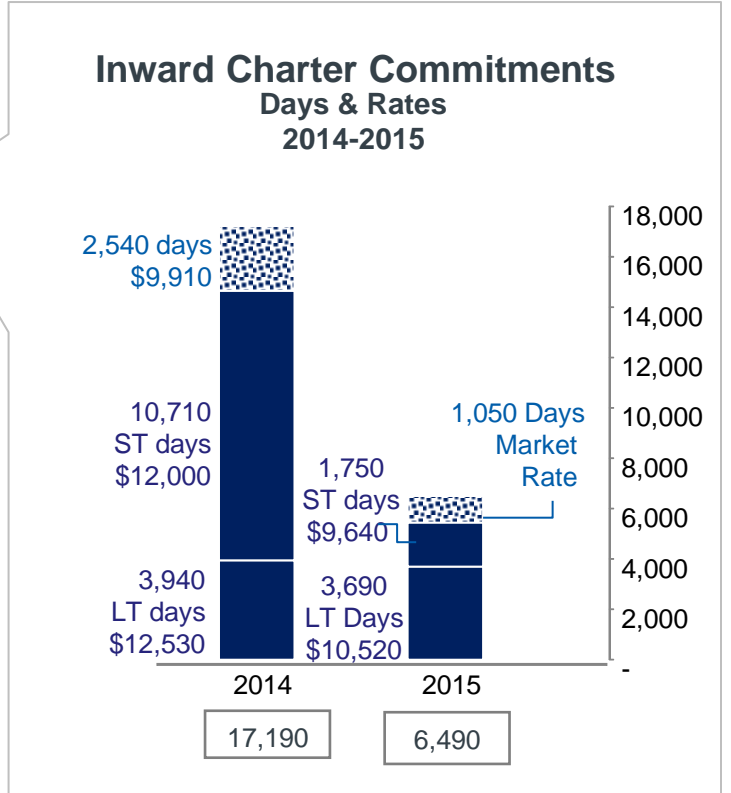 Inward Charter Commitments
Days & Rates
2014-2015
2,540 days
$9,910
10,710
ST days
$12,000
3,940
LT days
$12,530
1,750
ST days
$9,640
3,690
LT Days
$10,520
1,050 Days
Market
Rate
18,000
16,000
14,000
12,000
10,000
8,000
6,000
4,000
2,000
-
2014
2015
17,190
6,490